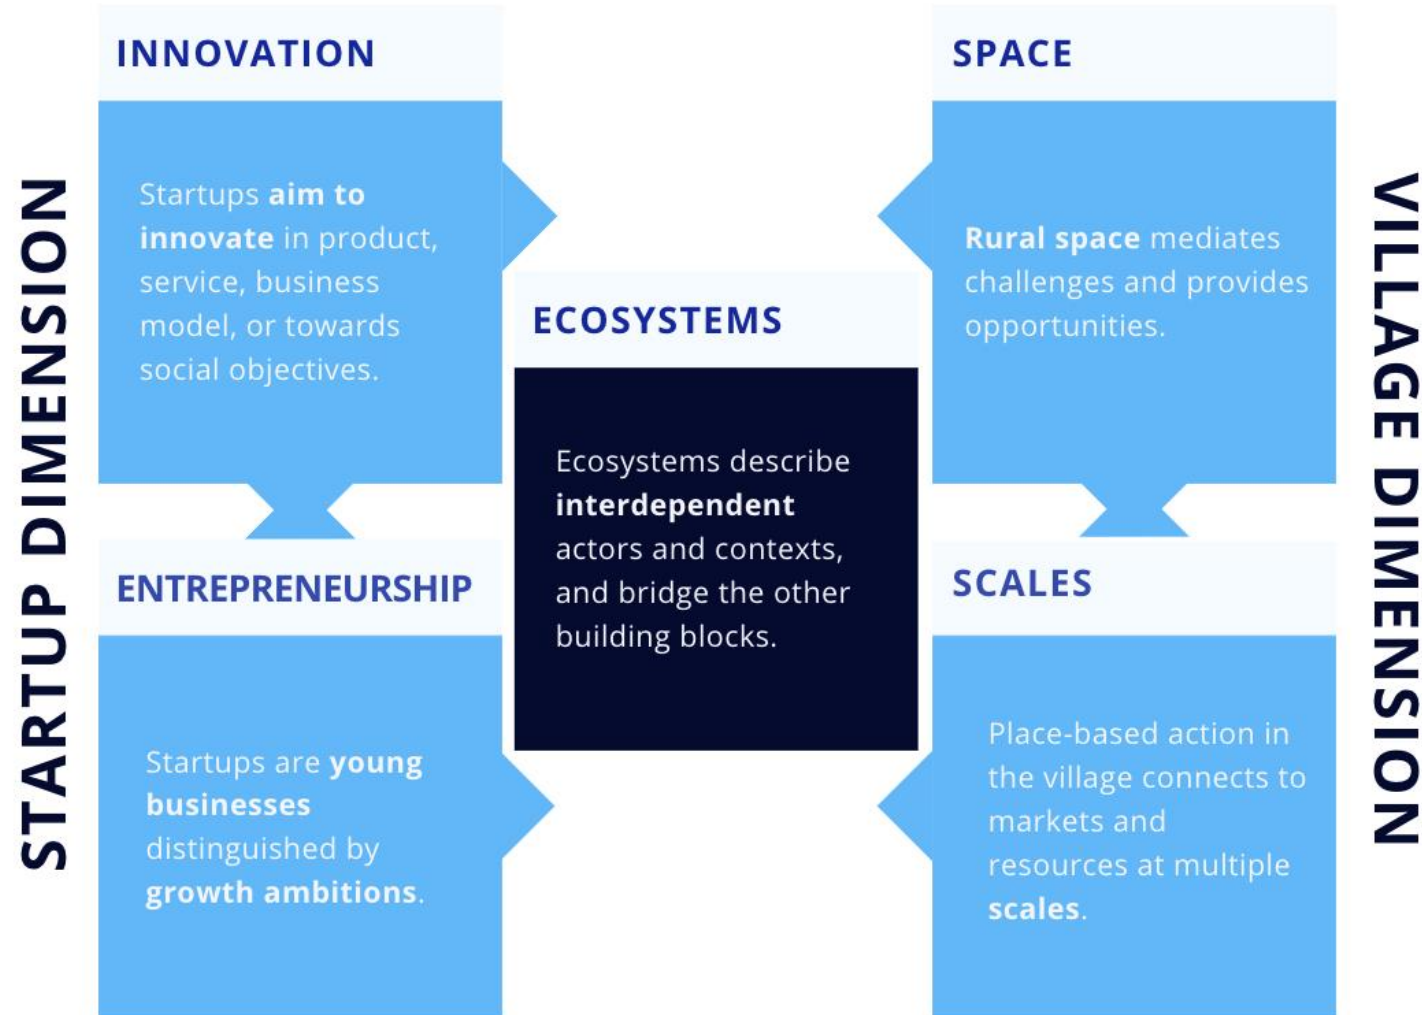 STARTUP DIMENSION
INNOVATION
Startups aim to
innovate in product,
service, business
model, or towards
social objectives.
ENTREPRENEURSHIP
Startups are young
businesses
distinguished by
growth ambitions.
ECOSYSTEMS
Ecosystems describe
interdependent
actors and contexts,
and bridge the other
building blocks.
SPACE
Rural space mediates
challenges and provides
opportunities.
SCALES
Place-based action in
the village connects to
markets and
resources at multiple
scales.
VILLAGE DIMENSION